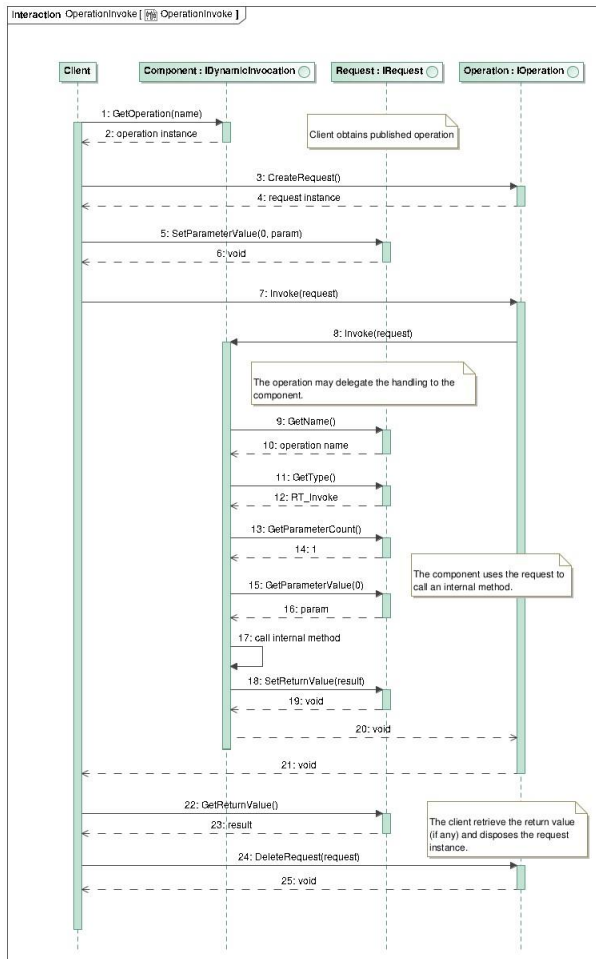 Interaction OperationInvoke [ OperationInvoke ]
Client
Component : IDynamicInvocation
Request : IRequest
Operation : IOperation
1: GetOperation(name)
2: operation instance
Client obtains published operation
3: CreateRequest()
4: request instance
5: SetParameterValue(0, param)
6: void
7: Invoke(request)
8: Invoke(request)
The operation may delegate the handling to the
component.
9: GetName()
10: operation name
11: GetType()
12: RT_Invoke
13: GetParameterCount()
14: 1
The component uses the request to
call an internal method.
15: GetParameterValue(0)
16: param
17: call internal method
18: SetReturnValue(result)
19: void
20: void
21: void
22: GetReturnValue()
23: result
The client retrieve the return value
(if any) and disposes the request
instance.
24: DeleteRequest(request)
25: void